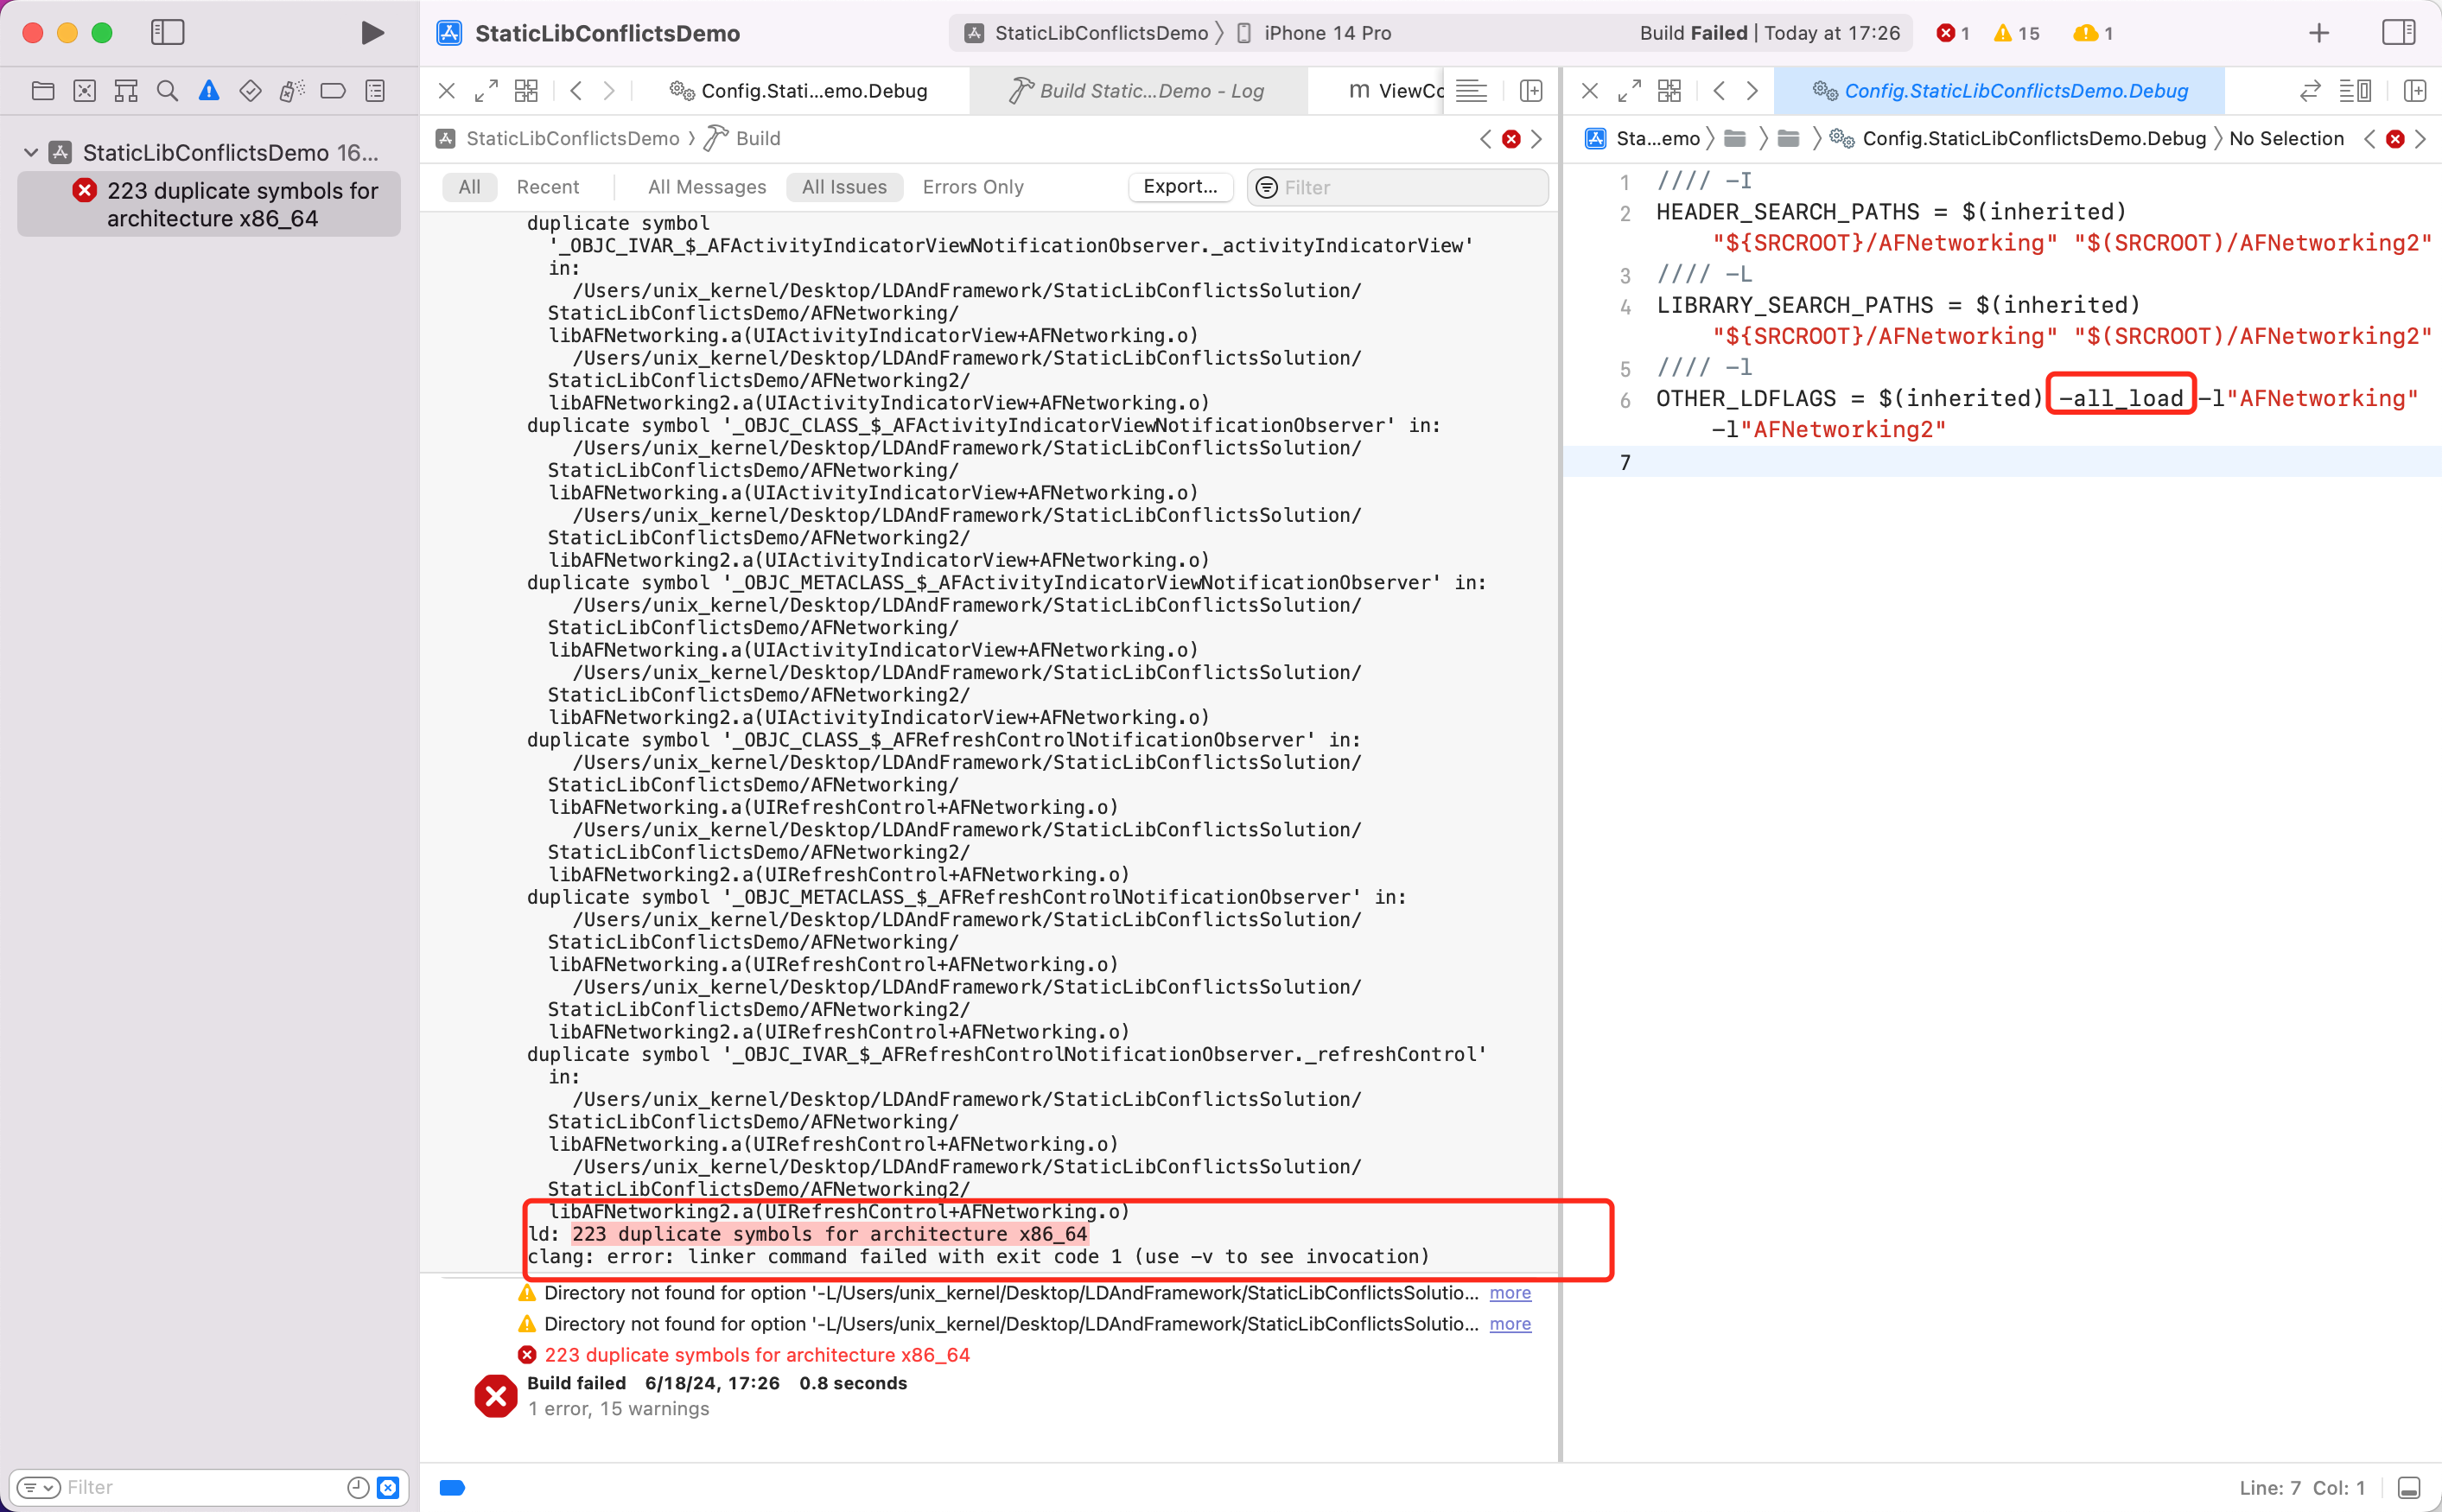 StaticLibConflictsDemo
StaticLibConflictsDemo
iPhone 14 Pro
Build Failed | Today at 17:26
1
15
1
Config.Stati...emo.Debug
Build Static...Demo - Log
m ViewCo
Config.StaticLibConflictsDemo.Debug
StaticLibConflictsDemo 16...
223 duplicate symbols for
architecture x86_64
StaticLibConflictsDemo
Build
All
Recent
All Messages
All Issues
Errors Only
Export...
Filter
duplicate symbol
'_OBJC_IVAR_$_AFActivityIndicatorViewNotificationObserver._activityIndicatorView'
in:
/Users/unix_kernel/Desktop/LDAndFramework/StaticLibConflictsSolution/
StaticLibConflictsDemo/AFNetworking/
libAFNetworking.a(UIActivityIndicatorView+AFNetworking.o)
/Users/unix_kernel/Desktop/LDAndFramework/StaticLibConflictsSolution/
StaticLibConflictsDemo/AFNetworking2/
libAFNetworking2.a(UIActivityIndicatorView+AFNetworking.o)
duplicate symbol '_OBJC_CLASS_$_AFActivityIndicatorViewNotificationObserver' in:
/Users/unix_kernel/Desktop/LDAndFramework/StaticLibConflictsSolution/
StaticLibConflictsDemo/AFNetworking/
libAFNetworking.a(UIActivityIndicatorView+AFNetworking.o)
/Users/unix_kernel/Desktop/LDAndFramework/StaticLibConflictsSolution/
StaticLibConflictsDemo/AFNetworking2/
libAFNetworking2.a(UIActivityIndicatorView+AFNetworking.o)
duplicate symbol '_OBJC_METACLASS_$_AFActivityIndicatorViewNotificationObserver' in:
/Users/unix_kernel/Desktop/LDAndFramework/StaticLibConflictsSolution/
StaticLibConflictsDemo/AFNetworking/
libAFNetworking.a(UIActivityIndicatorView+AFNetworking.o)
/Users/unix_kernel/Desktop/LDAndFramework/StaticLibConflictsSolution/
StaticLibConflictsDemo/AFNetworking2/
libAFNetworking2.a(UIActivityIndicatorView+AFNetworking.o)
duplicate symbol '_OBJC_CLASS_$_AFRefreshControlNotificationObserver' in:
/Users/unix_kernel/Desktop/LDAndFramework/StaticLibConflictsSolution/
StaticLibConflictsDemo/AFNetworking/
libAFNetworking.a(UIRefreshControl+AFNetworking.o)
/Users/unix_kernel/Desktop/LDAndFramework/StaticLibConflictsSolution/
StaticLibConflictsDemo/AFNetworking2/
libAFNetworking2.a(UIRefreshControl+AFNetworking.o)
duplicate symbol '_OBJC_METACLASS_$_AFRefreshControlNotificationObserver' in:
/Users/unix_kernel/Desktop/LDAndFramework/StaticLibConflictsSolution/
StaticLibConflictsDemo/AFNetworking/
libAFNetworking.a(UIRefreshControl+AFNetworking.o)
/Users/unix_kernel/Desktop/LDAndFramework/StaticLibConflictsSolution/
StaticLibConflictsDemo/AFNetworking2/
libAFNetworking2.a(UIRefreshControl+AFNetworking.o)
duplicate symbol '_OBJC_IVAR_$_AFRefreshControlNotificationObserver._refreshControl'
in:
/Users/unix_kernel/Desktop/LDAndFramework/StaticLibConflictsSolution/
StaticLibConflictsDemo/AFNetworking/
libAFNetworking.a(UIRefreshControl+AFNetworking.o)
/Users/unix_kernel/Desktop/LDAndFramework/StaticLibConflictsSolution/
StaticLibConflictsDemo/AFNetworking2/
libAFNetworking2.a(UIRefreshControl+AFNetworking.o)
ld: 223 duplicate symbols for architecture x86_64
clang: error: linker command failed with exit code 1 (use -v to see invocation)
Directory not found for option '-L/Users/unix_kernel/Desktop/LDAndFramework/StaticLibConflictsSolutio... more
Directory not found for option '-L/Users/unix_kernel/Desktop/LDAndFramework/StaticLibConflictsSolutio... more
223 duplicate symbols for architecture x86_64
Build failed 6/18/24, 17:26 0.8 seconds
1 error, 15 warnings
Sta...emo
Config.StaticLibConflictsDemo.Debug
No Selection
1 //// -I
2 HEADER_SEARCH_PATHS = $(inherited)
"${SRCROOT}/AFNetworking" "$(SRCROOT)/AFNetworking2"
3 //// -L
4 LIBRARY_SEARCH_PATHS = $(inherited)
"${SRCROOT}/AFNetworking" "$(SRCROOT)/AFNetworking2"
5 //// -l
6 OTHER_LDFLAGS = $(inherited) -all_load -l"AFNetworking"
-l"AFNetworking2"
7
Filter
Line: 7 Col: 1